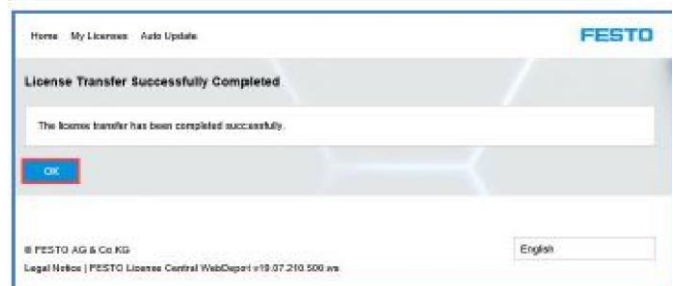 Home My Licenses Auto Update FESTO
License Transfer Successfully Completed
The license transfer has been completed successfully.
OK
© FESTO AG & Co KG English
Legal Notice | FESTO License Central WebDepot v19.07.210.500.ws